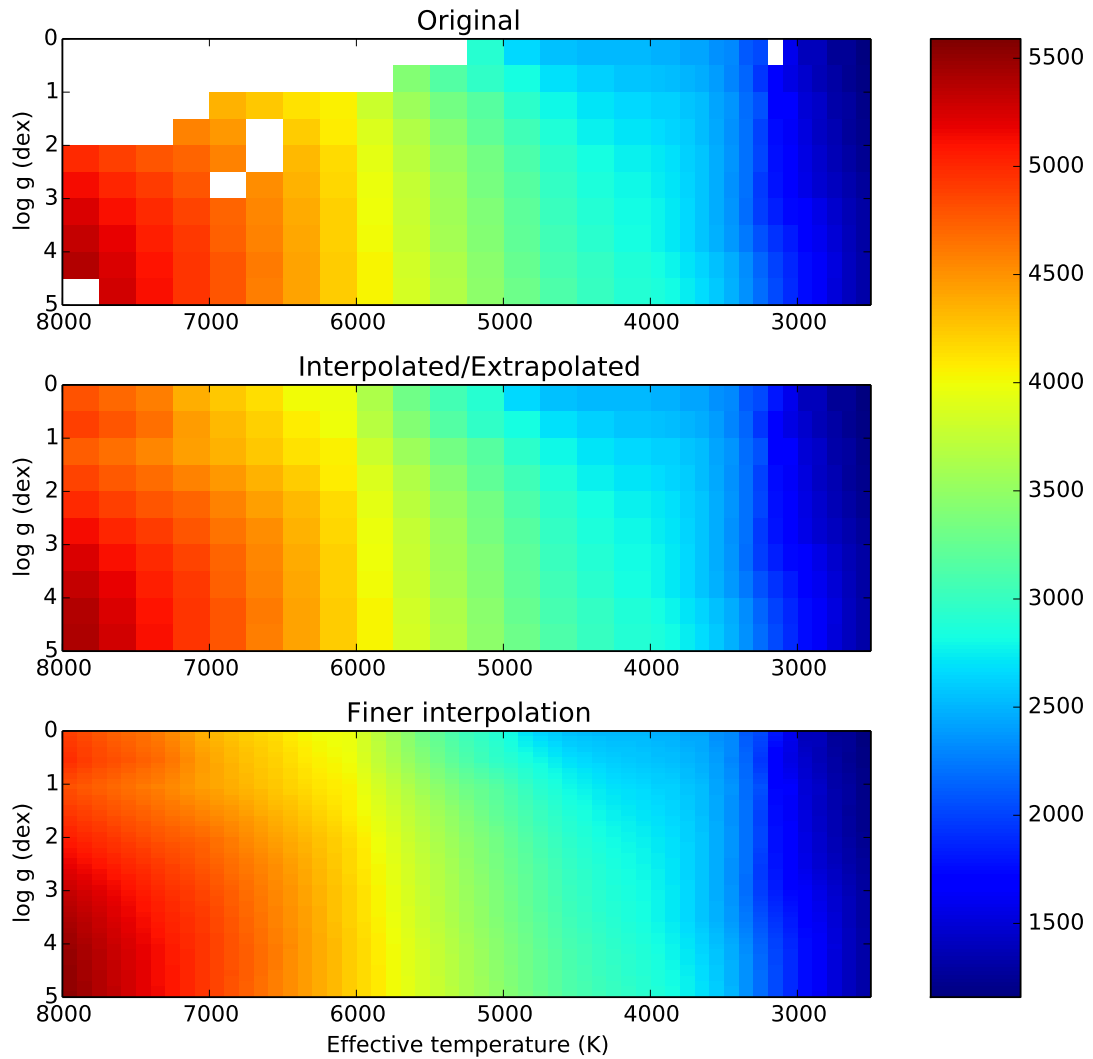 Original
0
1
2
3
4
5
log g (dex)
8000 7000 6000 5000 4000 3000
Interpolated/Extrapolated
0
1
2
3
4
5
log g (dex)
8000 7000 6000 5000 4000 3000
Finer interpolation
0
1
2
3
4
5
log g (dex)
8000 7000 6000 5000 4000 3000
Effective temperature (K)
5500
5000
4500
4000
3500
3000
2500
2000
1500